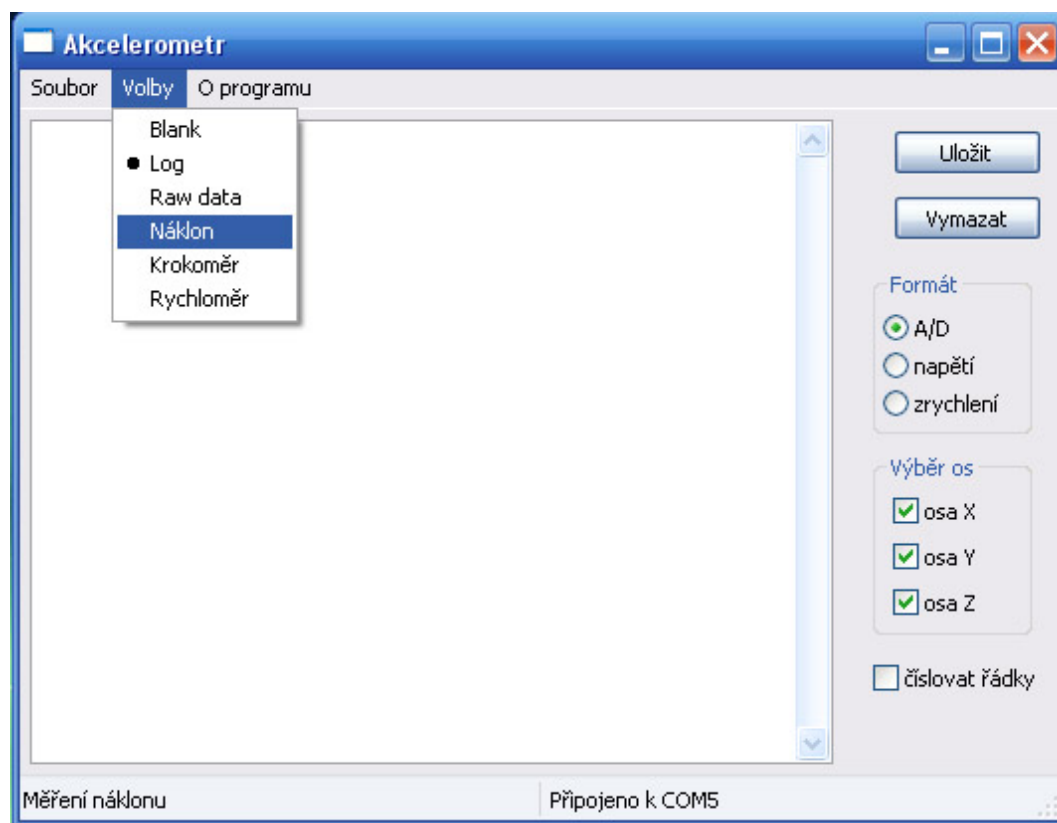 Akcelerometr
Soubor Volby O programu
Blank
Log
Raw data
Náklon
Krokoměr
Rychloměr
Uložit
Vymazat
Formát
A/D
napětí
zrychlení
Výběr os
osa X
osa Y
osa Z
číslovat řádky
Měření náklonu Připojeno k COM5